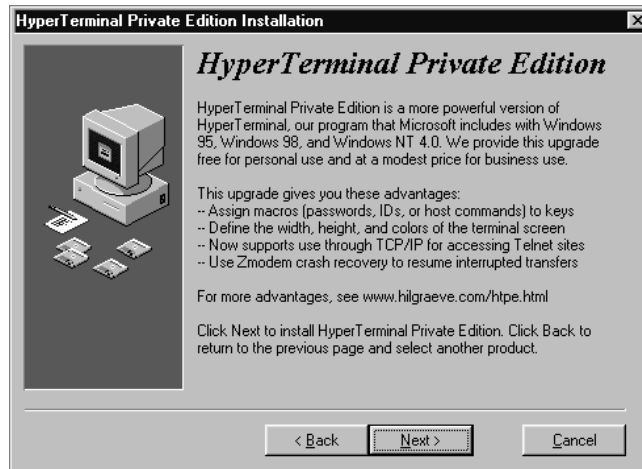 HyperTerminal Private Edition Installation
HyperTerminal Private Edition
HyperTerminal Private Edition is a more powerful version of
HyperTerminal, our program that Microsoft includes with Windows
95, Windows 98, and Windows NT 4.0. We provide this upgrade
free for personal use and at a modest price for business use.
This upgrade gives you these advantages:
-- Assign macros (passwords, IDs, or host commands) to keys
-- Define the width, height, and colors of the terminal screen
-- Now supports use through TCP/IP for accessing Telnet sites
-- Use Zmodem crash recovery to resume interrupted transfers
For more advantages, see www.hilgraeve.com/htpe.html
Click Next to install HyperTerminal Private Edition. Click Back to
return to the previous page and select another product.
< Back
Next >
Cancel